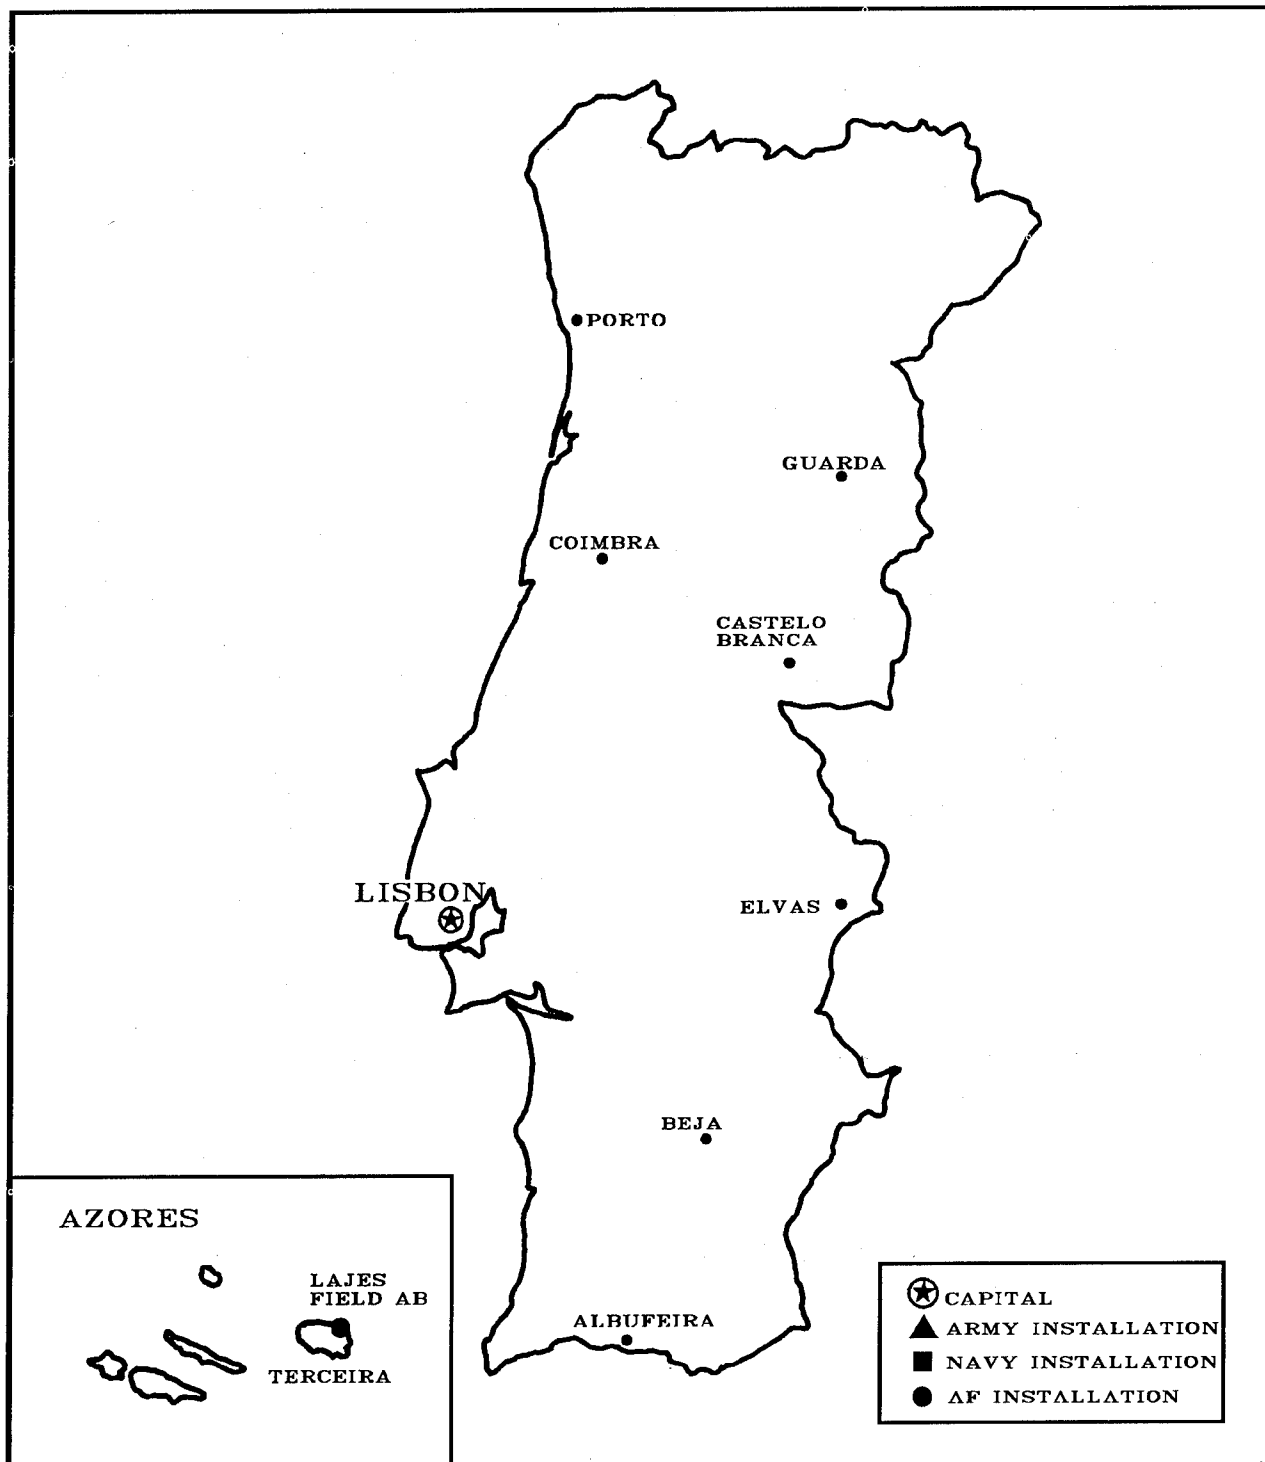 PORTO
GUARDA
COIMBRA
CASTELO
BRANCA
LISBON
ELVAS
BEJA
AZORES
LAJES
FIELD AB
TERCEIRA
ALBUFEIRA
CAPITAL
ARMY INSTALLATION
NAVY INSTALLATION
AF INSTALLATION